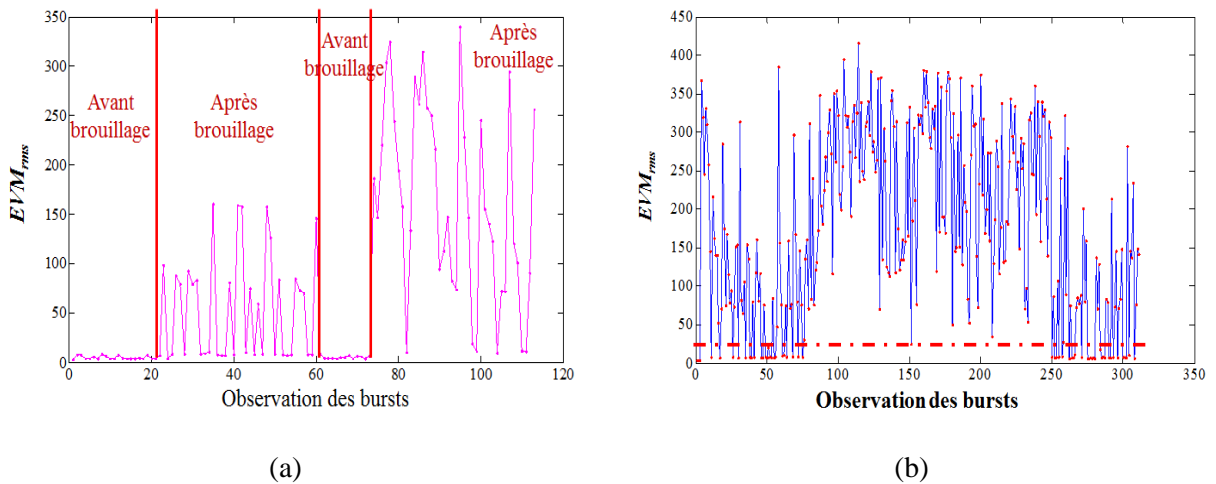 350
300
250
200
150
100
50
0
EVMrms
Avant
brouillage
Après
brouillage
Avant
brouillage
Après
brouillage
0 20 40 60 80 100 120
Observation des bursts
(a)
450
400
350
300
250
200
150
100
50
0
EVMrms
0 50 100 150 200 250 300 350
Observation des bursts
(b)